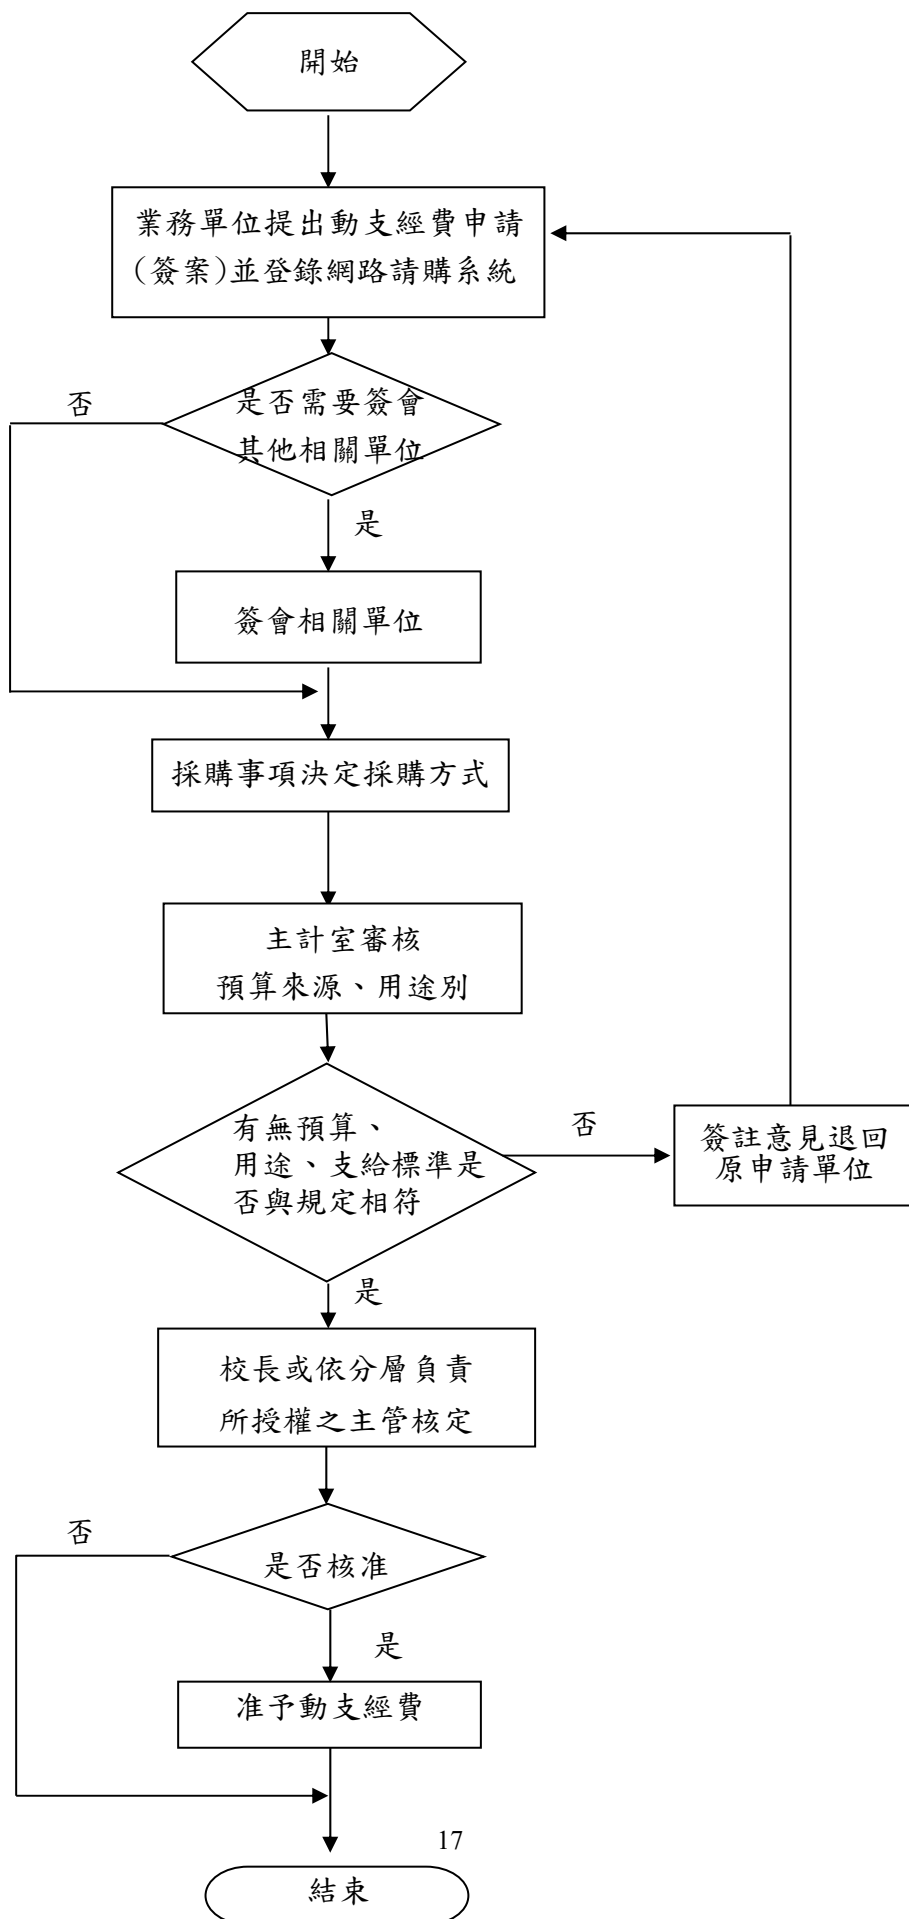 開始
業務單位提出動支經費申請
(簽案)並登錄網路請購系統
否
是否需要簽會
其他相關單位
是
簽會相關單位
採購事項決定採購方式
主計室審核
預算來源、用途別
有無預算、
用途、支給標準是
否與規定相符
否
簽註意見退回
原申請單位
是
校長或依分層負責
所授權之主管核定
否
是否核准
是
准予動支經費
17
結束